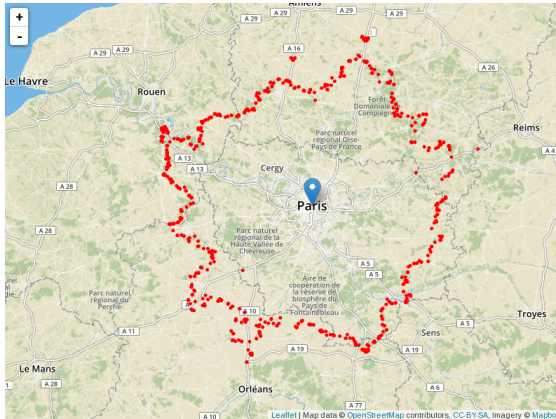 Amiens
+
-
A 29
A 29
A 29
A 16
A 26
Le Havre
Rouen
Forêt
Domaniale
Compiègne
Reims
Parc naturel
régional Oise-
Pays de France
A 13
A 4
A 13
Cergy
A 28
Paris
A 28
Parc naturel
régional de la
Haute Vallée de
Chevreuse
A 5
Aire de
coopération de
la réserve de
biosphère du
Pays de
Fontainebleau
A 5
Parc naturel
régional du
Perche
A 10
Troyes
A 11
Sens
A 5
A 19
A 19
Le Mans
A 28
Orléans
A 77
A 10
Leaflet | Map data © OpenStreetMap contributors, CC-BY-SA, Imagery © Mapbo